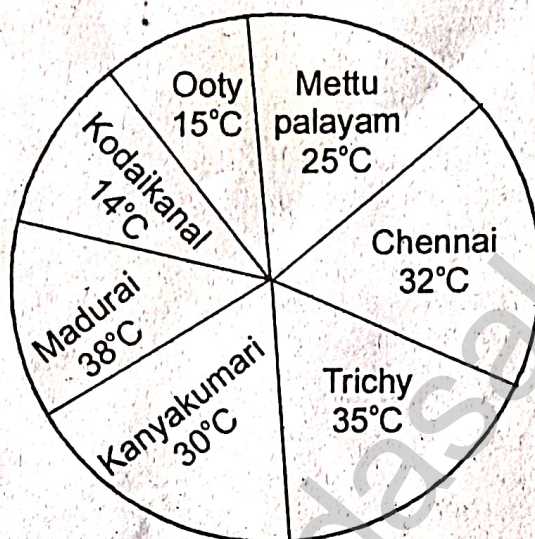 Ooty
15°C
Mettu
palayam
25°C
Chennai
32°C
Trichy
35°C
Kanyakumari
30°C
Madurai
38°C
Kodaikanal
14°C